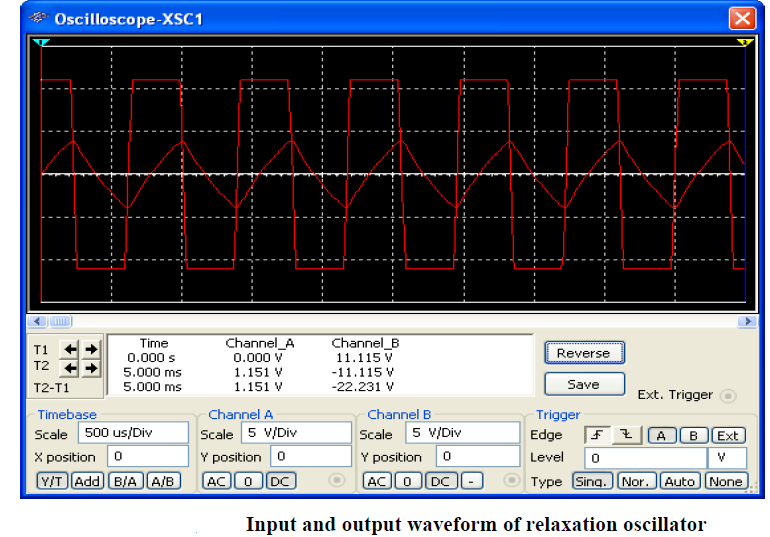 Oscilloscope-XSC1
1 2
Time Channel_A Channel_B
T1 0.000 s 0.000 V 11.115 V
T2 5.000 ms 1.151 V -11.115 V
T2-T1 5.000 ms 1.151 V -22.231 V
Reverse
Save
Ext. Trigger
Timebase
Scale 500 us/Div
X position 0
Y/T Add B/A A/B
Channel A
Scale 5 V/Div
Y position 0
AC 0 DC
Channel B
Scale 5 V/Div
Y position 0
AC 0 DC -
Trigger
Edge A B Ext
Level 0 V
Type Sing. Nor. Auto None
Input and output waveform of relaxation oscillator